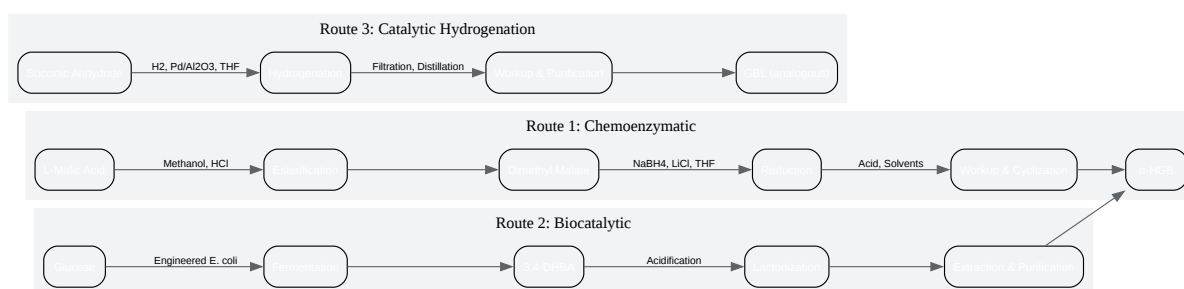 Route 3: Catalytic Hydrogenation
Succinic Anhydride
H2, Pd/Al2O3, THF
Hydrogenation
Filtration, Distillation
Workup & Purification
GBL (analogous)
Route 1: Chemoenzymatic
L-Malic Acid
Methanol, HCl
Esterification
Dimethyl Malate
NaBH4, LiCl, THF
Reduction
Acid, Solvents
Workup & Cyclization
Route 2: Biocatalytic
Glucose
Engineered E. coli
Fermentation
3,4-DHBA
Acidification
Lactonization
Extraction & Purification